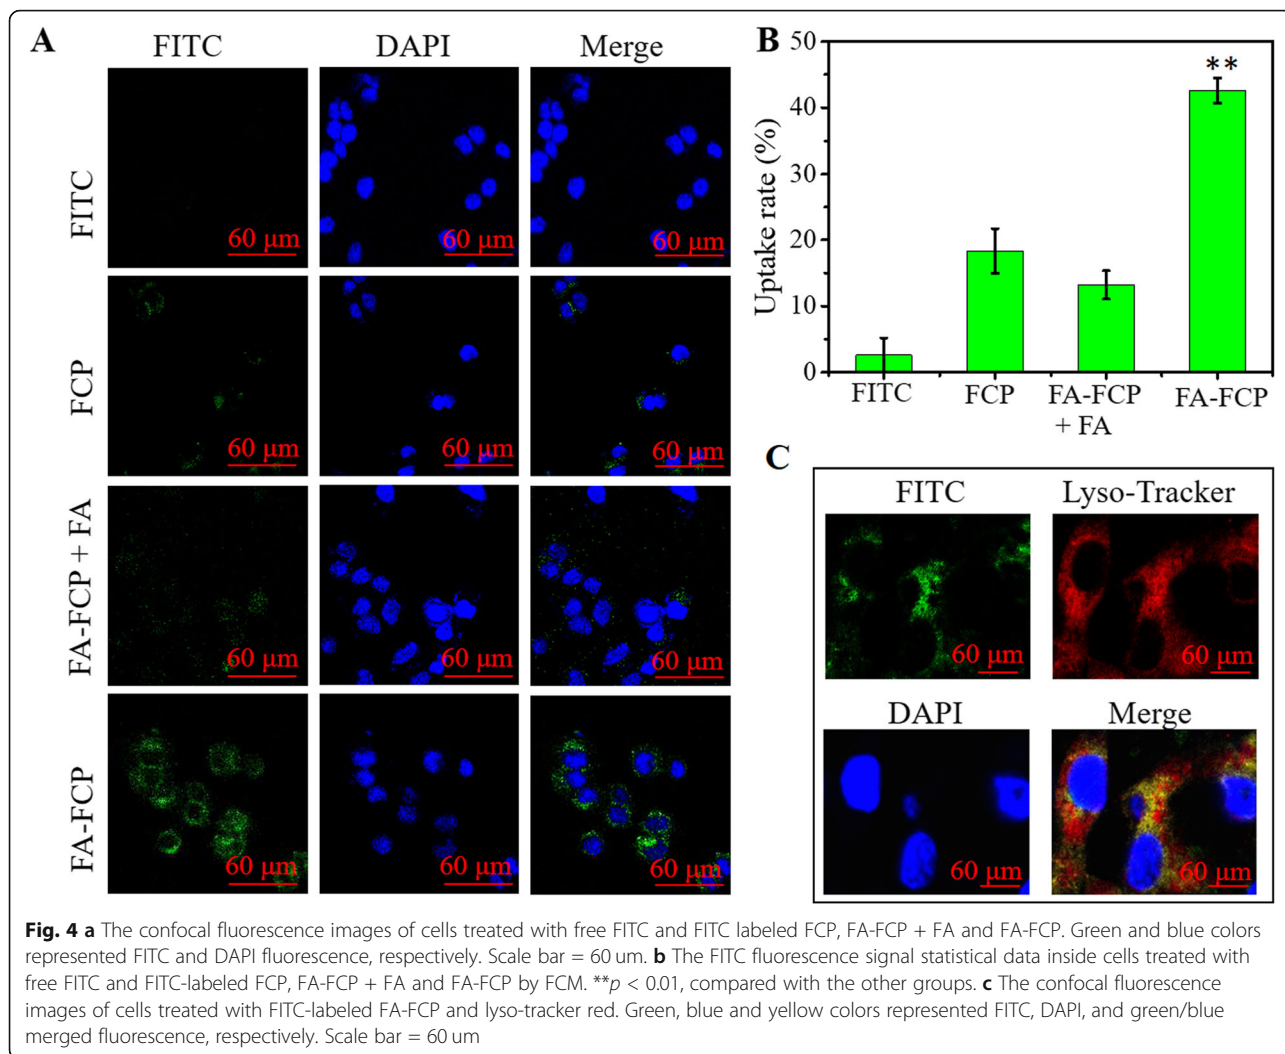 A
FITC DAPI Merge
FITC
60 µm 60 µm 60 µm
FCP
60 µm 60 µm 60 µm
FA-FCP + FA
60 µm 60 µm 60 µm
FA-FCP
60 µm 60 µm 60 µm
B
Uptake rate (%)
50
40
30
20
10
0
**
FITC FCP FA-FCP + FA FA-FCP
C
FITC Lyso-Tracker
60 µm 60 µm
DAPI Merge
60 µm 60 µm
Fig. 4 a The confocal fluorescence images of cells treated with free FITC and FITC labeled FCP, FA-FCP + FA and FA-FCP. Green and blue colors
represented FITC and DAPI fluorescence, respectively. Scale bar = 60 um. b The FITC fluorescence signal statistical data inside cells treated with
free FITC and FITC-labeled FCP, FA-FCP + FA and FA-FCP by FCM. **p < 0.01, compared with the other groups. c The confocal fluorescence
images of cells treated with FITC-labeled FA-FCP and lyso-tracker red. Green, blue and yellow colors represented FITC, DAPI, and green/blue
merged fluorescence, respectively. Scale bar = 60 um